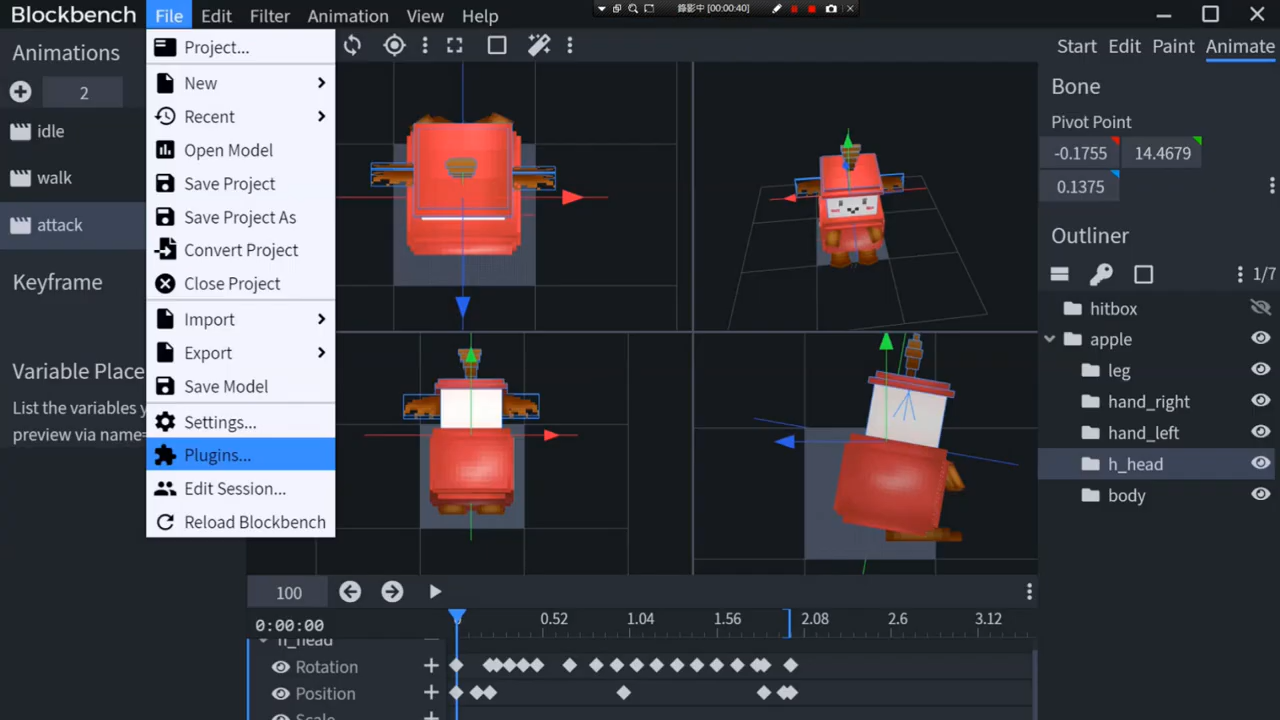 Blockbench
File Edit Filter Animation View Help
錄影中 [00:00:40]
Start Edit Paint Animate
Animations
2
idle
walk
attack
Keyframe
Variable Place
List the variables y
preview via name=
Project...
New
Recent
Open Model
Save Project
Save Project As
Convert Project
Close Project
Import
Export
Save Model
Settings...
Plugins...
Edit Session...
Reload Blockbench
Bone
Pivot Point
-0.1755 14.4679
0.1375
Outliner
1/7
hitbox
apple
leg
hand_right
hand_left
h_head
body
100
0:00:00
0 0.52 1.04 1.56 2.08 2.6 3.12
h_head
Rotation
Position
Scale